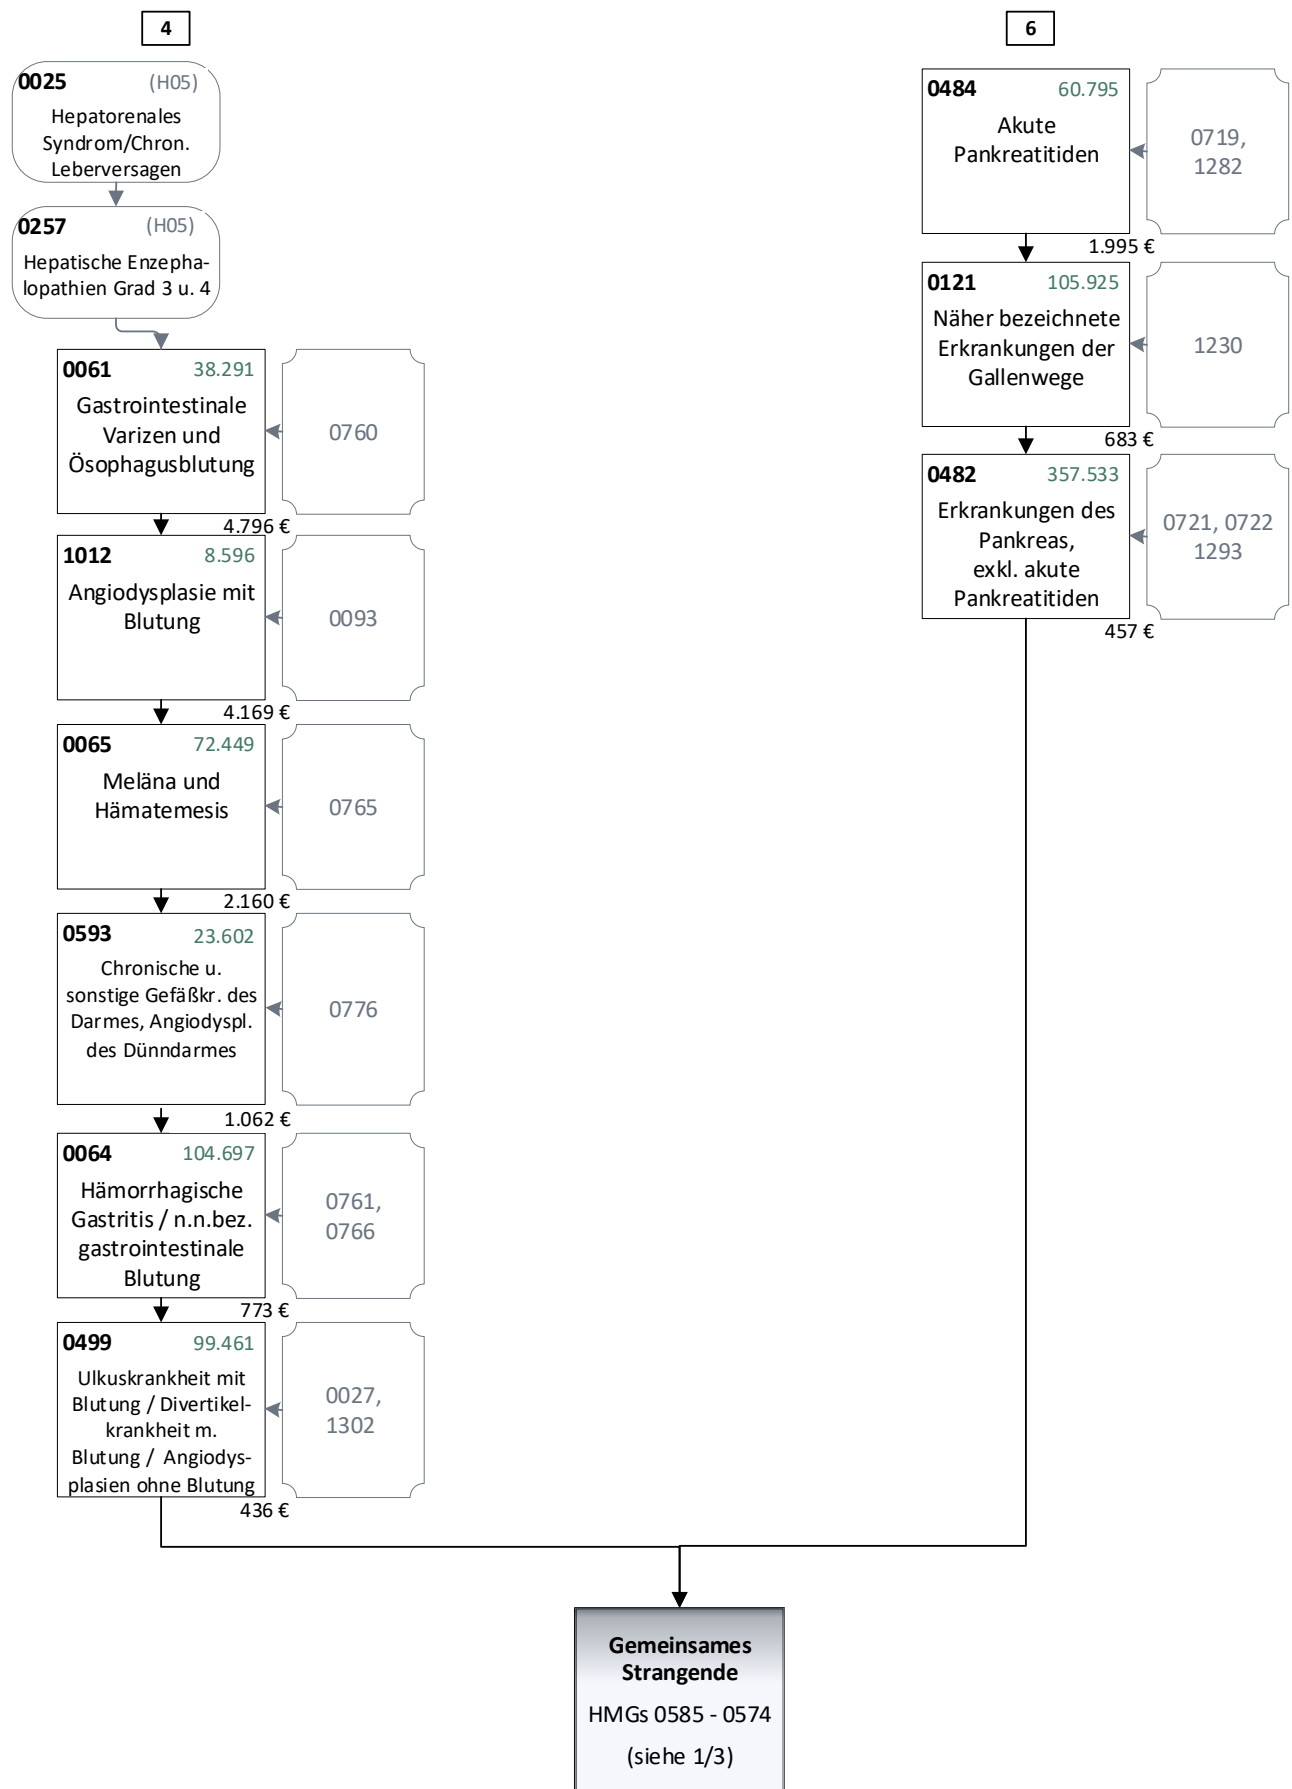 4
0025 (H05)
Hepatorenales
Syndrom/Chron.
Leberversagen
0257 (H05)
Hepatische Enzepha-
lopathien Grad 3 u. 4
0061 38.291
Gastrointestinale
Varizen und
Ösophagusblutung
0760
4.796 €
1012 8.596
Angiodysplasie mit
Blutung
0093
4.169 €
0065 72.449
Meläna und
Hämatemesis
0765
2.160 €
0593 23.602
Chronische u.
sonstige Gefäßkr. des
Darmes, Angiodyspl.
des Dünndarmes
0776
1.062 €
0064 104.697
Hämorrhagische
Gastritis / n.n.bez.
gastrointestinale
Blutung
0761,
0766
773 €
0499 99.461
Ulkuskrankheit mit
Blutung / Divertikel-
krankheit m.
Blutung / Angiodys-
plasien ohne Blutung
0027,
1302
436 €
6
0484 60.795
Akute
Pankreatitiden
0719,
1282
1.995 €
0121 105.925
Näher bezeichnete
Erkrankungen der
Gallenwege
1230
683 €
0482 357.533
Erkrankungen des
Pankreas,
exkl. akute
Pankreatitiden
0721, 0722
1293
457 €
Gemeinsames
Strangende
HMGs 0585 - 0574
(siehe 1/3)